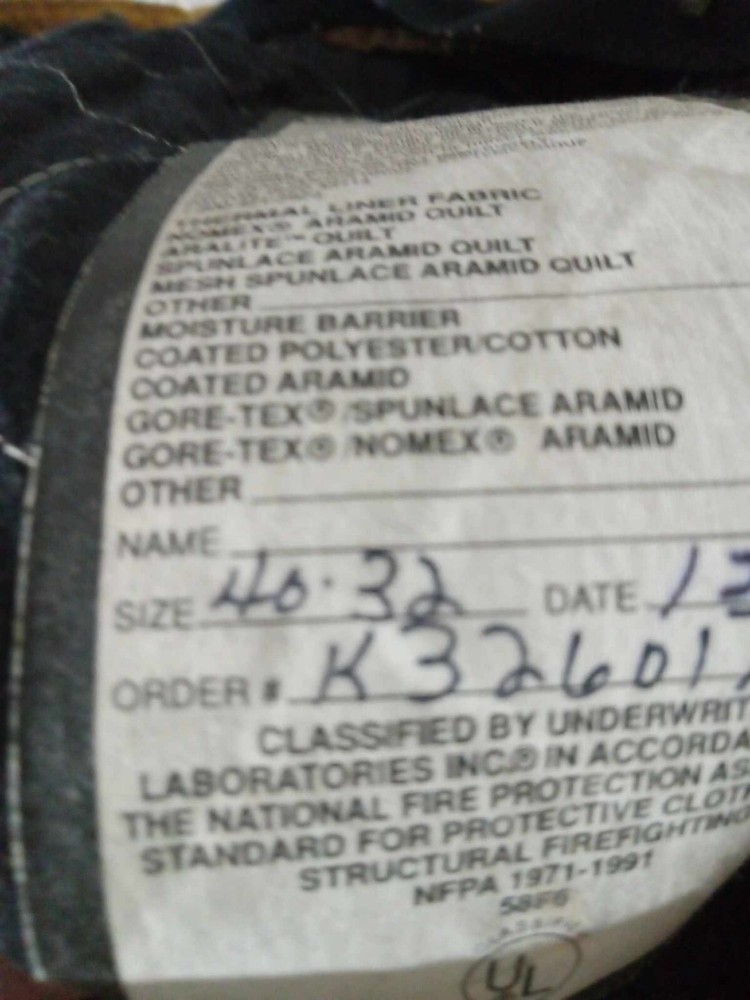 THERMAL LINER FABRIC
NOMEX® ARAMID QUILT
ARALITE™ QUILT
SPUNLACE ARAMID QUILT
MESH SPUNLACE ARAMID QUILT
OTHER
MOISTURE BARRIER
COATED POLYESTER/COTTON
COATED ARAMID
GORE-TEX®/SPUNLACE ARAMID
GORE-TEX®/NOMEX® ARAMID
OTHER
NAME
SIZE 40·32 DATE 13
ORDER # K326017
CLASSIFIED BY UNDERWRIT
LABORATORIES INC.® IN ACCORDA
THE NATIONAL FIRE PROTECTION AS
STANDARD FOR PROTECTIVE CLOT
STRUCTURAL FIREFIGHTING
NFPA 1971-1991
58F6
UL